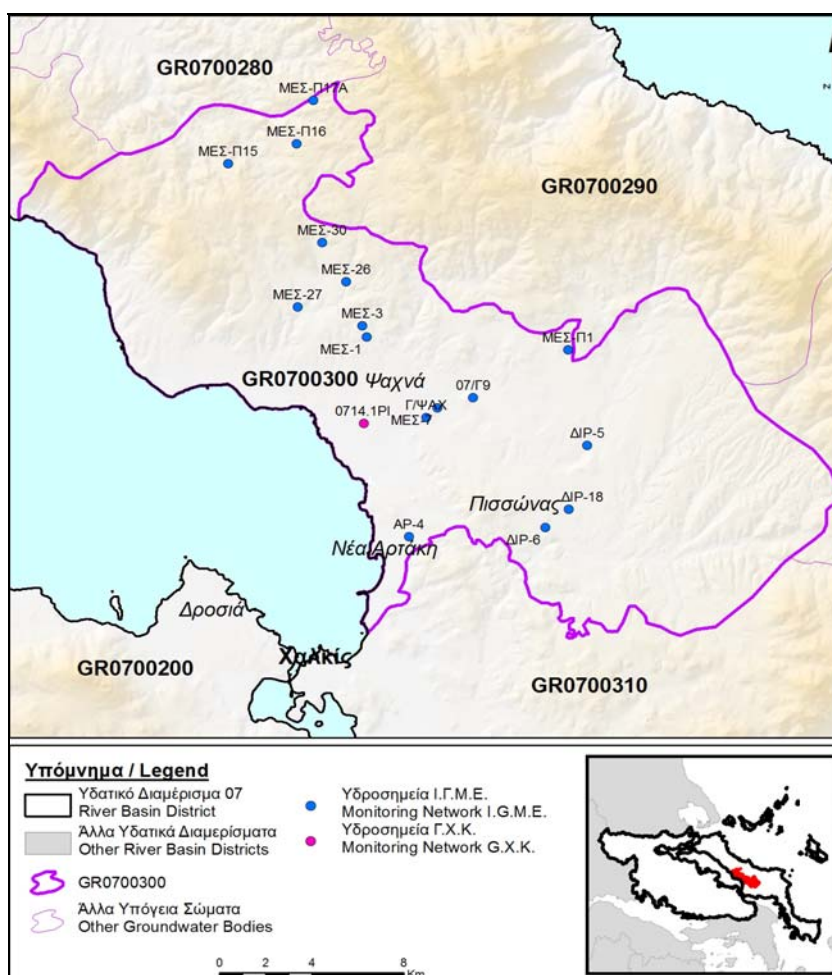 GR0700280
ΜΕΣ-Π17Α
ΜΕΣ-Π16
ΜΕΣ-Π15
GR0700290
ΜΕΣ-30
ΜΕΣ-26
ΜΕΣ-27
ΜΕΣ-3
ΜΕΣ-1
ΜΕΣ-Π1
GR0700300 Ψαχνά
07/Γ9
0714.1PI
Γ/ΨΑΧ
ΜΕΣ-7
ΔΙΡ-5
Πισσώνας
ΔΙΡ-18
ΑΡ-4
ΔΙΡ-6
Νέα Αρτάκη
Δροσιά
Χαλκίς
GR0700200
GR0700310
Υπόμνημα / Legend
Υδατικό Διαμέρισμα 07
River Basin District
Άλλα Υδατικά Διαμερίσματα
Other River Basin Districts
GR0700300
Άλλα Υπόγεια Σώματα
Other Groundwater Bodies
Υδροσημεία Ι.Γ.Μ.Ε.
Monitoring Network I.G.M.E.
Υδροσημεία Γ.Χ.Κ.
Monitoring Network G.X.K.
0 2 4 8
Km
N